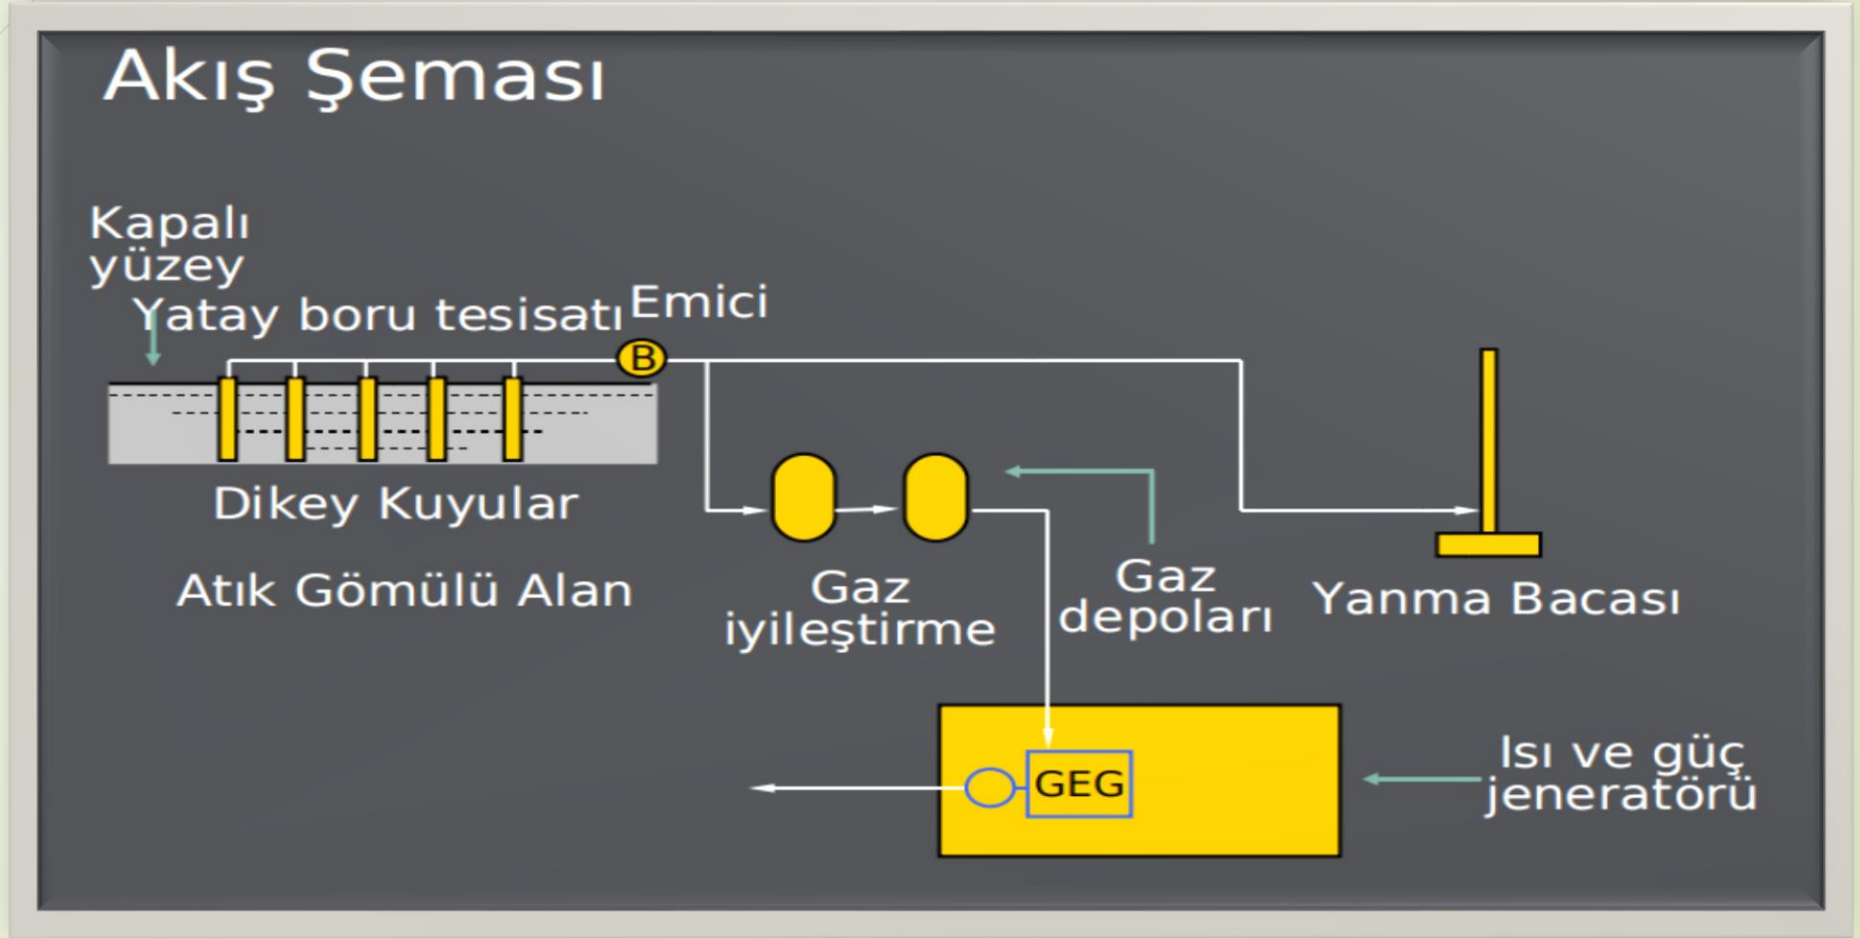 Akış Şeması
Kapalı
yüzey
Yatay boru tesisatı
Emici
B
Dikey Kuyular
Atık Gömülü Alan
Gaz
iyileştirme
Gaz
depoları
Yanma Bacası
GEG
Isı ve güç
jeneratörü